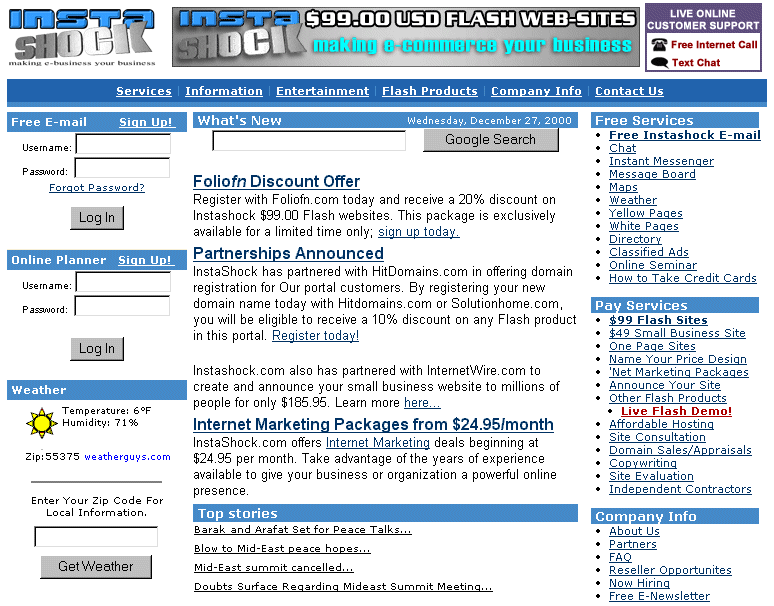 INSTA
SHOCK
making e-business your business
INSTA
SHOCK
$99.00 USD FLASH WEB-SITES
making e-commerce your business
LIVE ONLINE
CUSTOMER SUPPORT
Free Internet Call
Text Chat
Services | Information | Entertainment | Flash Products | Company Info | Contact Us
Free E-mail Sign Up!
Username:
Password:
Forgot Password?
Log In
Online Planner Sign Up!
Username:
Password:
Log In
Weather
Temperature: 6°F
Humidity: 71%
Zip:55375 weatherguys.com
Enter Your Zip Code For
Local Information.
Get Weather
What's New Wednesday, December 27, 2000
Google Search
Foliofn Discount Offer
Register with Foliofn.com today and receive a 20% discount on
Instashock $99.00 Flash websites. This package is exclusively
available for a limited time only; sign up today.
Partnerships Announced
InstaShock has partnered with HitDomains.com in offering domain
registration for Our portal customers. By registering your new
domain name today with Hitdomains.com or Solutionhome.com,
you will be eligible to receive a 10% discount on any Flash product
in this portal. Register today!
Instashock.com also has partnered with InternetWire.com to
create and announce your small business website to millions of
people for only $185.95. Learn more here...
Internet Marketing Packages from $24.95/month
InstaShock.com offers Internet Marketing deals beginning at
$24.95 per month. Take advantage of the years of experience
available to give your business or organization a powerful online
presence.
Top stories
Barak and Arafat Set for Peace Talks...
Blow to Mid-East peace hopes...
Mid-East summit cancelled...
Doubts Surface Regarding Mideast Summit Meeting...
Free Services
Free Instashock E-mail
Chat
Instant Messenger
Message Board
Maps
Weather
Yellow Pages
White Pages
Directory
Classified Ads
Online Seminar
How to Take Credit Cards
Pay Services
$99 Flash Sites
$49 Small Business Site
One Page Sites
Name Your Price Design
'Net Marketing Packages
Announce Your Site
Other Flash Products
Live Flash Demo!
Affordable Hosting
Site Consultation
Domain Sales/Appraisals
Copywriting
Site Evaluation
Independent Contractors
Company Info
About Us
Partners
FAQ
Reseller Opportunites
Now Hiring
Free E-Newsletter